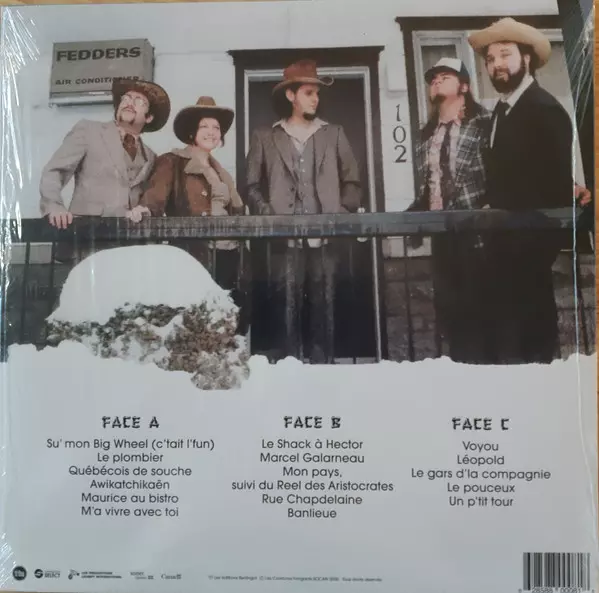 FEDDERS
AIR CONDITIONER
102
FACE A
Su' mon Big Wheel (c'tait l'fun)
Le plombier
Québécois de souche
Awikatchikaën
Maurice au bistro
M'a vivre avec toi
FACE B
Le Shack à Hector
Marcel Galarneau
Mon pays,
suivi du Reel des Aristocrates
Rue Chapdelaine
Banlieue
FACE C
Voyou
Léopold
Le gars d'la compagnie
Le pouceux
Un p'tit tour
SELECT
Canada